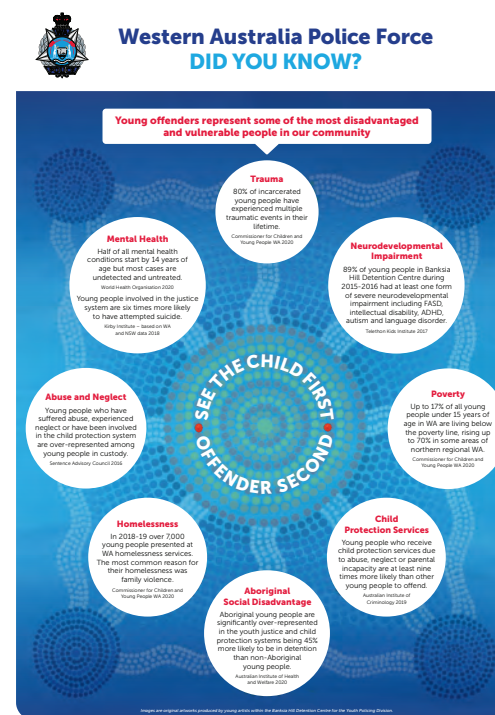 Western Australia Police Force
DID YOU KNOW?
Young offenders represent some of the most disadvantaged
and vulnerable people in our community
Trauma
80% of incarcerated
young people have
experienced multiple
traumatic events in their
lifetime.
Commissioner for Children and
Young People WA 2020
Mental Health
Half of all mental health
conditions start by 14 years of
age but most cases are
undetected and untreated.
World Health Organisation 2020
Young people involved in the justice
system are six times more likely
to have attempted suicide.
Kirby Institute – based on WA
and NSW data 2018
Neurodevelopmental
Impairment
89% of young people in Banksia
Hill Detention Centre during
2015-2016 had at least one form
of severe neurodevelopmental
impairment including FASD,
intellectual disability, ADHD,
autism and language disorder.
Telethon Kids Institute 2017
SEE THE CHILD FIRST
OFFENDER SECOND
Abuse and Neglect
Young people who have
suffered abuse, experienced
neglect or have been involved
in the child protection system
are over-represented among
young people in custody.
Sentence Advisory Council 2016
Poverty
Up to 17% of all young
people under 15 years of
age in WA are living below
the poverty line, rising up
to 70% in some areas of
northern regional WA.
Commissioner for Children and
Young People WA 2020
Homelessness
In 2018-19 over 7,000
young people presented at
WA homelessness services.
The most common reason for
their homelessness was
family violence.
Commissioner for Children and
Young People WA 2020
Child
Protection Services
Young people who receive
child protection services due
to abuse, neglect or parental
incapacity are at least nine
times more likely than other
young people to offend.
Australian Institute of
Criminology 2019
Aboriginal
Social Disadvantage
Aboriginal young people are
significantly over-represented
in the youth justice and child
protection systems being 45%
more likely to be in detention
than non-Aboriginal
young people.
Australian Institute of Health
and Welfare 2020
Images are original artworks produced by young artists within the Banksia Hill Detention Centre for the Youth Policing Division.